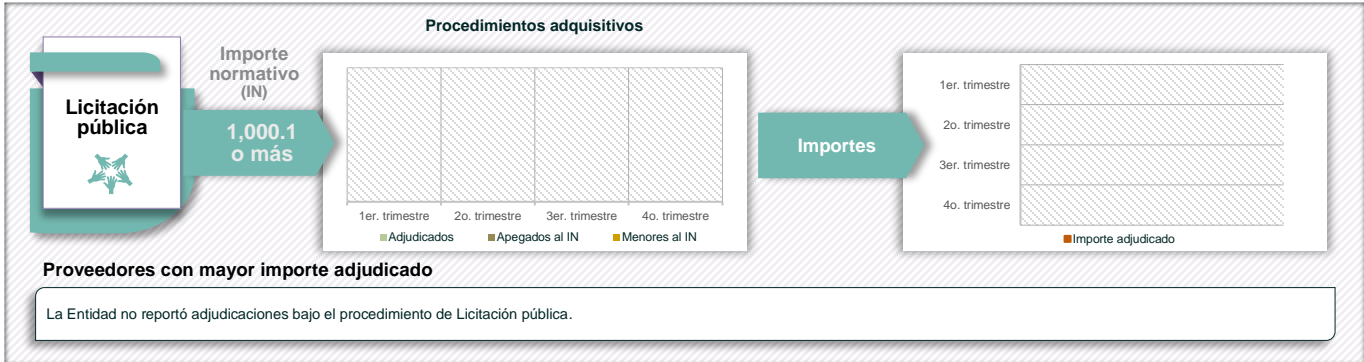 Procedimientos adquisitivos
Licitación
pública
Importe
normativo
(IN)
1,000.1
o más
1er. trimestre 2o. trimestre 3er. trimestre 4o. trimestre
Adjudicados Apegados al IN Menores al IN
Importes
1er. trimestre
2o. trimestre
3er. trimestre
4o. trimestre
Importe adjudicado
Proveedores con mayor importe adjudicado
La Entidad no reportó adjudicaciones bajo el procedimiento de Licitación pública.